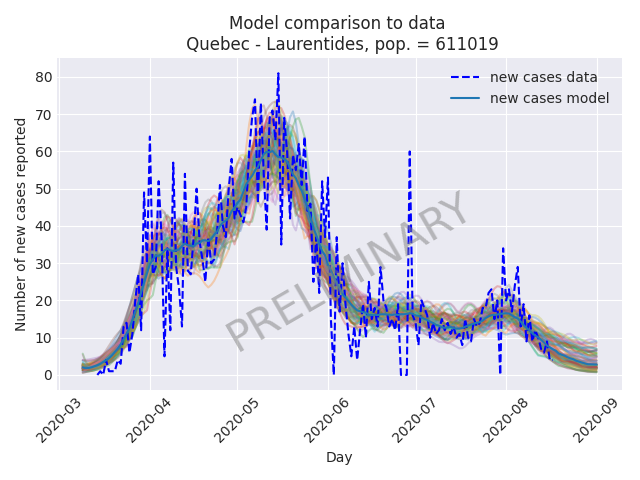 Model comparison to data
Quebec - Laurentides, pop. = 611019
new cases data
new cases model
Number of new cases reported
80
70
60
50
40
30
20
10
0
PRELIMINARY
2020-03
2020-04
2020-05
2020-06
2020-07
2020-08
2020-09
Day